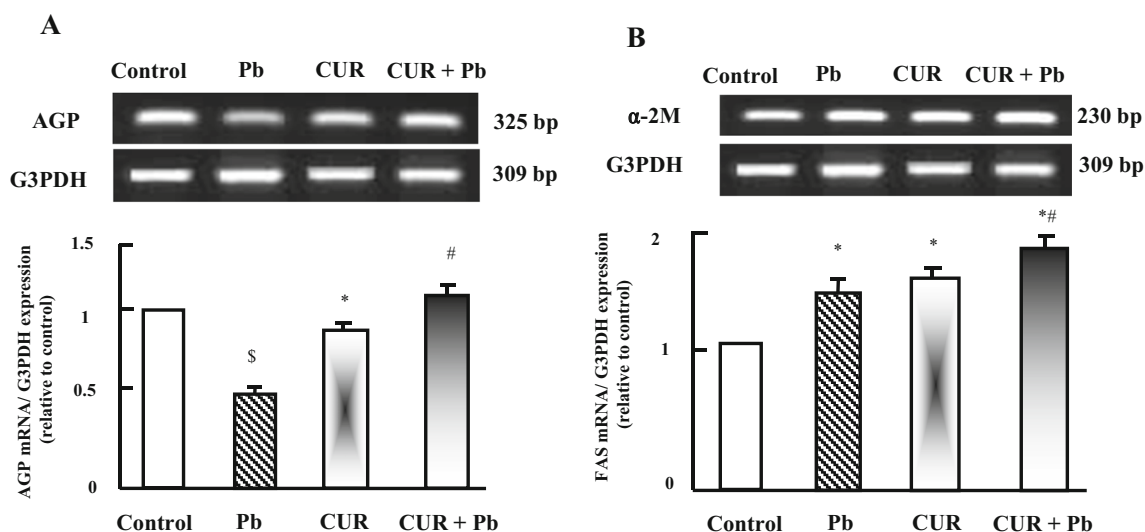 A
Control Pb CUR CUR + Pb
AGP 325 bp
G3PDH 309 bp
1.5
1
0.5
0
AGP mRNA/ G3PDH expression
(relative to control)
$
*
#
Control Pb CUR CUR + Pb
B
Control Pb CUR CUR + Pb
α-2M 230 bp
G3PDH 309 bp
2
1
0
FAS mRNA/ G3PDH expression
(relative to control)
*
*
*#
Control Pb CUR CUR + Pb